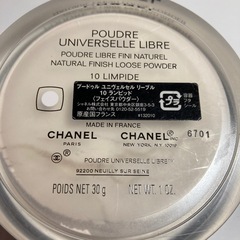 POUDRE
UNIVERSELLE LIBRE
POUDRE LIBRE FINI NATUREL
NATURAL FINISH LOOSE POWDER
10 LIMPIDE
プードゥル ユニヴェルセル リーブル
10 ランピッド
(フェイスパウダー)
原産国フランス
プラ
MADE IN FRANCE
CHANEL
CHANEL
PARIS
6701
POUDRE UNIVERSELLE LIBRE
92200 NEUILLY SUR SEINE
POIDS NET 30 g
NET WT. 1 OZ.